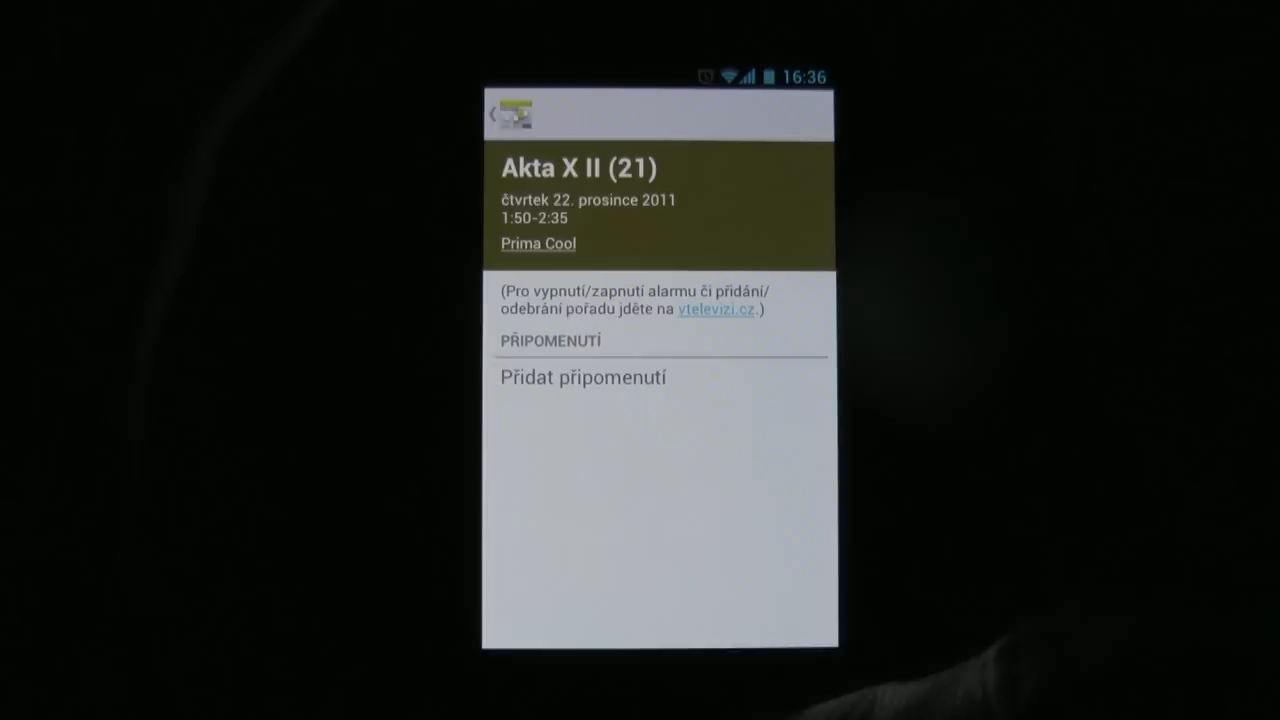 16:36
Akta X II (21)
čtvrtek 22. prosince 2011
1:50-2:35
Prima Cool
(Pro vypnutí/zapnutí alarmu či přidání/
odebrání pořadu jděte na vtelevizi.cz.)
PŘIPOMENUTÍ
Přidat připomenutí